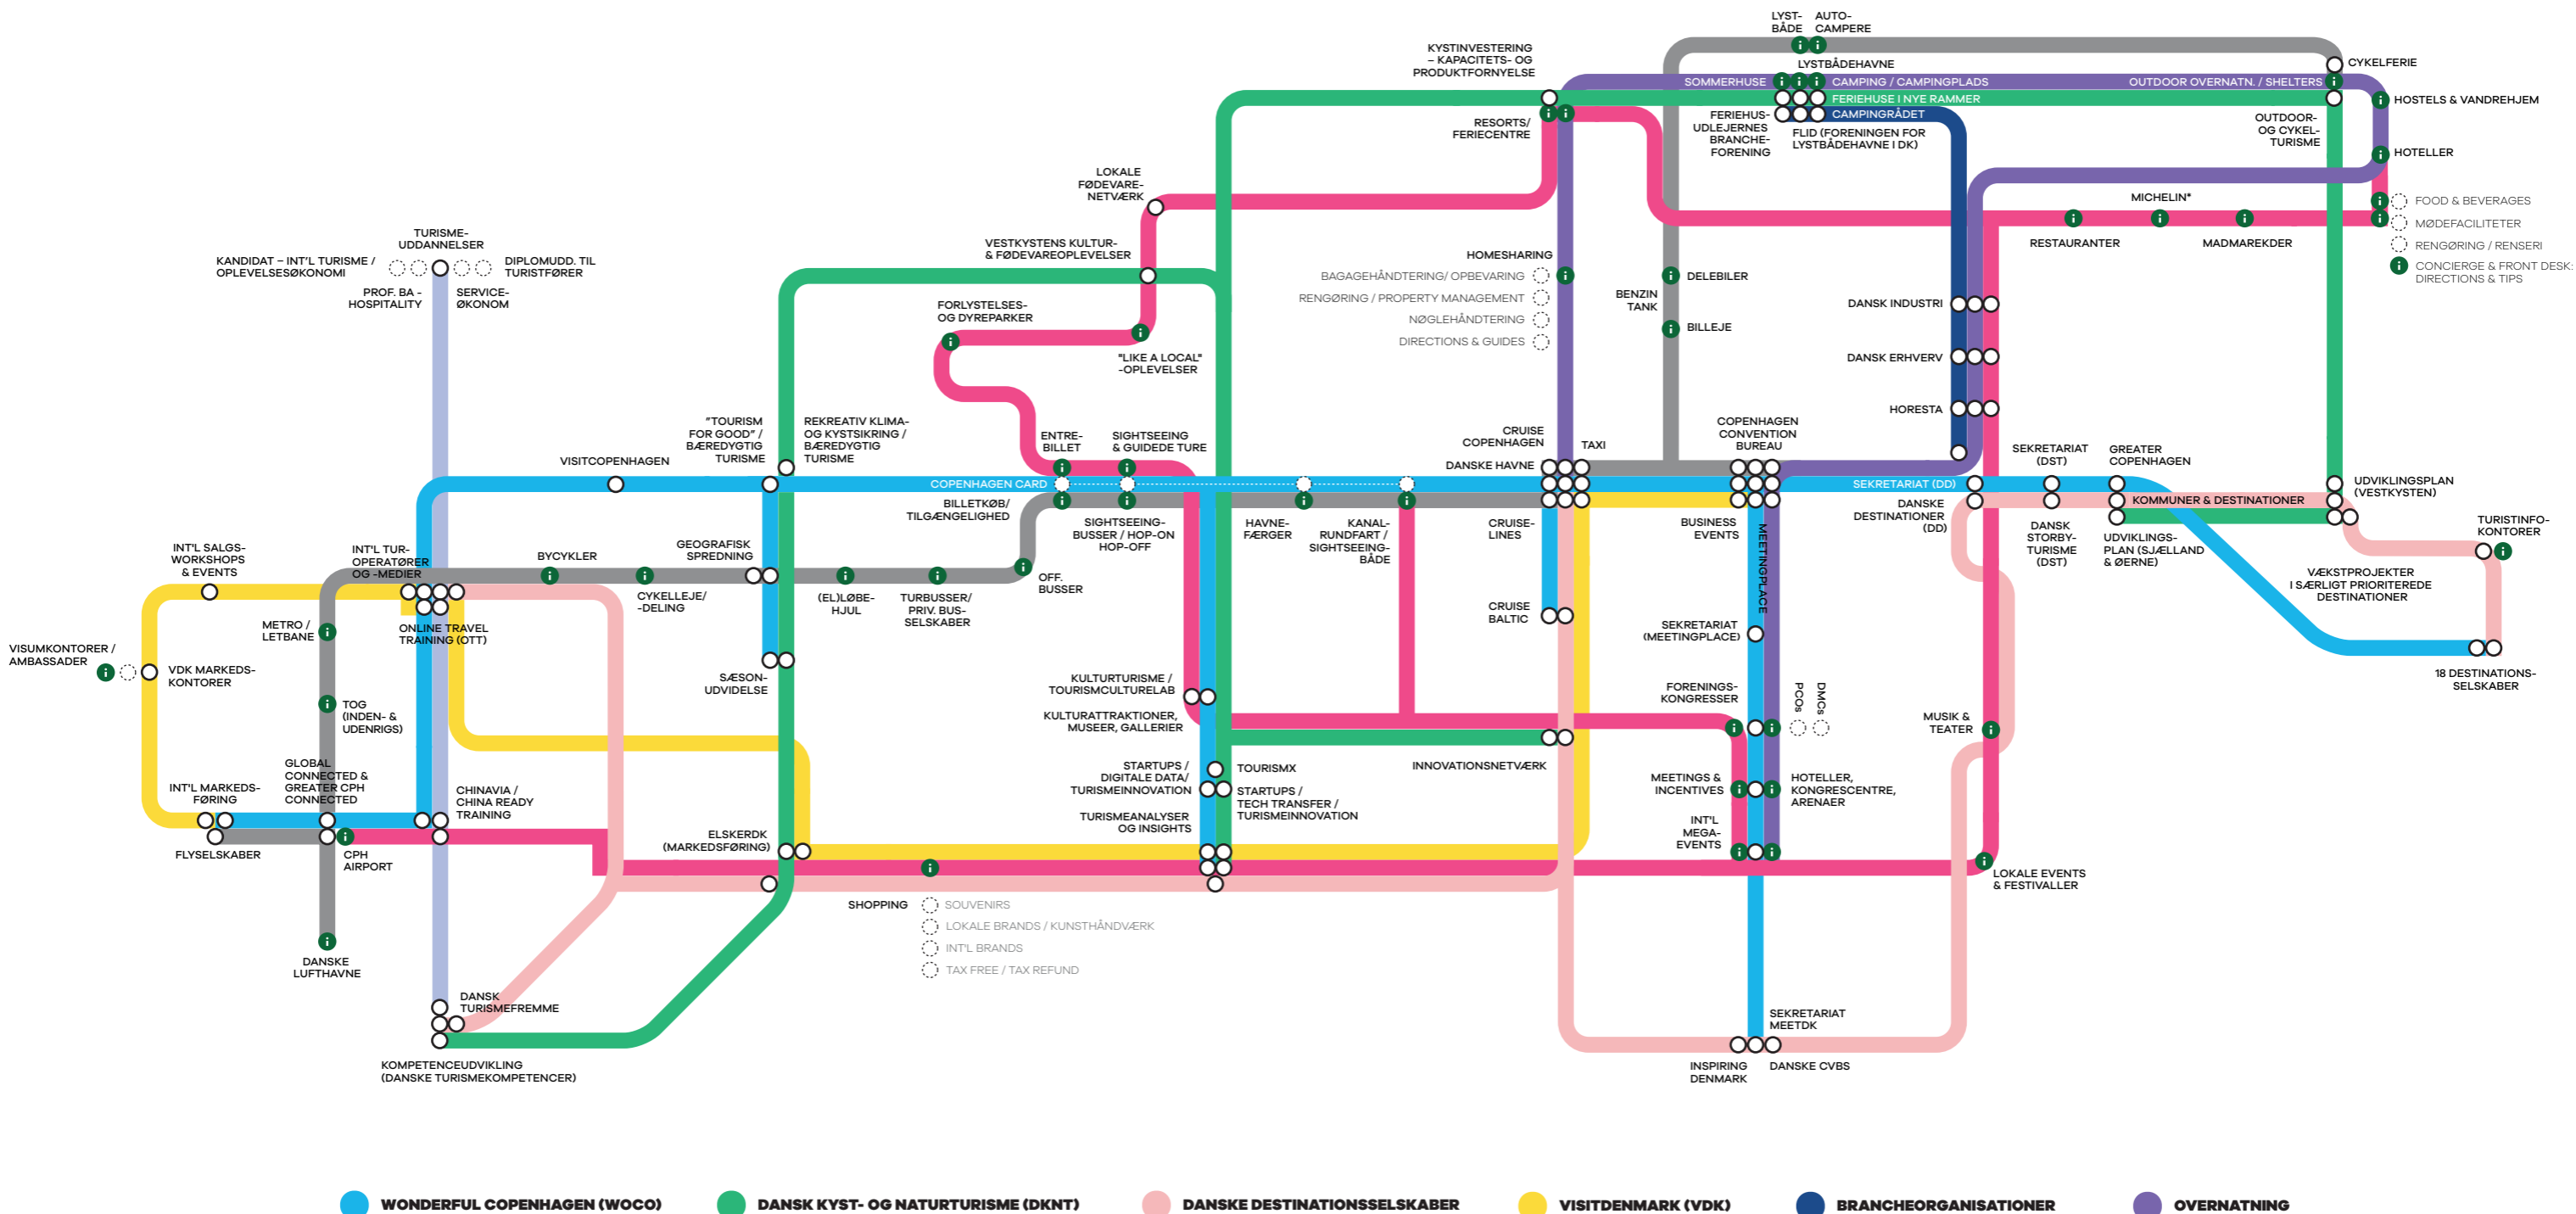 LYST-
BÅDE
AUTO-
CAMPERE
KYSTINVESTERING
– KAPACITETS- OG
PRODUKTFORNYELSE
LYSTBÅDEHAVNE
CYKELFERIE
SOMMERHUSE
CAMPING / CAMPINGPLADS
OUTDOOR OVERNATN. / SHELTERS
FERIEHUSE I NYE RAMMER
HOSTELS & VANDREHJEM
CAMPINGRÅDET
RESORTS/
FERIECENTRE
FERIEHUS-
UDLEJERNES
BRANCHE-
FORENING
FLID (FORENINGEN FOR
LYSTBÅDEHAVNE I DK)
OUTDOOR-
OG CYKEL-
TURISME
HOTELLER
LOKALE
FØDEVARE-
NETVÆRK
MICHELIN*
FOOD & BEVERAGES
MØDEFACILITETER
RENGØRING / RENSERI
CONCIERGE & FRONT DESK:
DIRECTIONS & TIPS
RESTAURANTER
MADMAREKDER
TURISME-
UDDANNELSER
KANDIDAT – INT'L TURISME /
OPLEVELSESØKONOMI
DIPLOMUDD. TIL
TURISTFØRER
PROF. BA -
HOSPITALITY
SERVICE-
ØKONOM
VESTKYSTENS KULTUR-
& FØDEVAREOPLEVELSER
HOMESHARING
BAGAGEHÅNDTERING/ OPBEVARING
RENGØRING / PROPERTY MANAGEMENT
NØGLEHÅNDTERING
DIRECTIONS & GUIDES
DELEBILER
BENZIN
TANK
BILLEJE
DANSK INDUSTRI
DANSK ERHVERV
HORESTA
FORLYSTELSES-
OG DYREPARKER
"LIKE A LOCAL"
-OPLEVELSER
VISITCOPENHAGEN
"TOURISM
FOR GOOD" /
BÆREDYGTIG
TURISME
REKREATIV KLIMA-
OG KYSTSIKRING /
BÆREDYGTIG
TURISME
ENTRE-
BILLET
SIGHTSEEING
& GUIDEDE TURE
CRUISE
COPENHAGEN
TAXI
DANSKE HAVNE
COPENHAGEN
CONVENTION
BUREAU
SEKRETARIAT
(DST)
GREATER
COPENHAGEN
COPENHAGEN CARD
SEKRETARIAT (DD)
UDVIKLINGSPLAN
(VESTKYSTEN)
KOMMUNER & DESTINATIONER
BILLETKØB/
TILGÆNGELIGHED
SIGHTSEEING-
BUSSER / HOP-ON
HOP-OFF
HAVNE-
FÆRGER
KANAL-
RUNDFART /
SIGHTSEEING-
BÅDE
CRUISE-
LINES
BUSINESS
EVENTS
MEETINGPLACE
DANSKE
DESTINATIONER
(DD)
DANSK
STORBY-
TURISME
(DST)
UDVIKLINGS-
PLAN (SJÆLLAND
& ØERNE)
TURISTINFO-
KONTORER
VÆKSTPROJEKTER
I SÆRLIGT PRIORITEREDE
DESTINATIONER
INT'L SALGS-
WORKSHOPS
& EVENTS
INT'L TUR-
OPERATØRER
OG -MEDIER
BYCYKLER
GEOGRAFISK
SPREDNING
CYKELLEJE/
-DELING
(EL)LØBE-
HJUL
TURBUSSER/
PRIV. BUS-
SELSKABER
OFF.
BUSSER
CRUISE
BALTIC
SEKRETARIAT
(MEETINGPLACE)
METRO /
LETBANE
ONLINE TRAVEL
TRAINING (OTT)
VISUMKONTORER /
AMBASSADER
VDK MARKEDS-
KONTORER
SÆSON-
UDVIDELSE
18 DESTINATIONS-
SELSKABER
TOG
(INDEN- &
UDENRIGS)
KULTURTURISME /
TOURISMCULTURELAB
KULTURATTRAKTIONER,
MUSEER, GALLERIER
FORENINGS-
KONGRESSER
PCOs
DMCs
MUSIK &
TEATER
GLOBAL
CONNECTED &
GREATER CPH
CONNECTED
INT'L MARKEDS-
FØRING
CHINAVIA /
CHINA READY
TRAINING
STARTUPS /
DIGITALE DATA/
TURISMEINNOVATION
TOURISMX
INNOVATIONSNETVÆRK
STARTUPS /
TECH TRANSFER /
TURISMEINNOVATION
MEETINGS &
INCENTIVES
HOTELLER,
KONGRESCENTRE,
ARENAER
TURISMEANALYSER
OG INSIGHTS
INT'L
MEGA-
EVENTS
FLYSELSKABER
CPH
AIRPORT
ELSKERDK
(MARKEDSFØRING)
LOKALE EVENTS
& FESTIVALLER
SHOPPING
SOUVENIRS
LOKALE BRANDS / KUNSTHÅNDVÆRK
INT'L BRANDS
TAX FREE / TAX REFUND
DANSKE
LUFTHAVNE
DANSK
TURISMEFREMME
KOMPETENCEUDVIKLING
(DANSKE TURISMEKOMPETENCER)
SEKRETARIAT
MEETDK
INSPIRING
DENMARK
DANSKE CVBS
WONDERFUL COPENHAGEN (WOCO)
DANSK KYST- OG NATURTURISME (DKNT)
DANSKE DESTINATIONSSELSKABER
VISITDENMARK (VDK)
BRANCHEORGANISATIONER
OVERNATNING